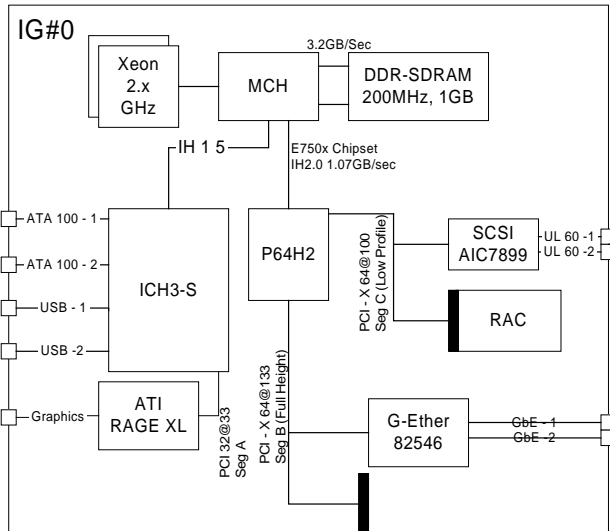 IG#0
Xeon
2.x
GHz
MCH
3.2GB/Sec
DDR-SDRAM
200MHz, 1GB
IH 1 5
E750x Chipset
IH2.0 1.07GB/sec
ATA 100 - 1
ATA 100 - 2
USB - 1
USB -2
ICH3-S
P64H2
PCI - X 64@100
Seg C (Low Profile)
SCSI
AIC7899
UL 60 -1
UL 60 -2
RAC
Graphics
ATI
RAGE XL
PCI 32@33
Seg A
PCI - X 64@133
Seg B (Full Height)
G-Ether
82546
GbE - 1
GbE -2